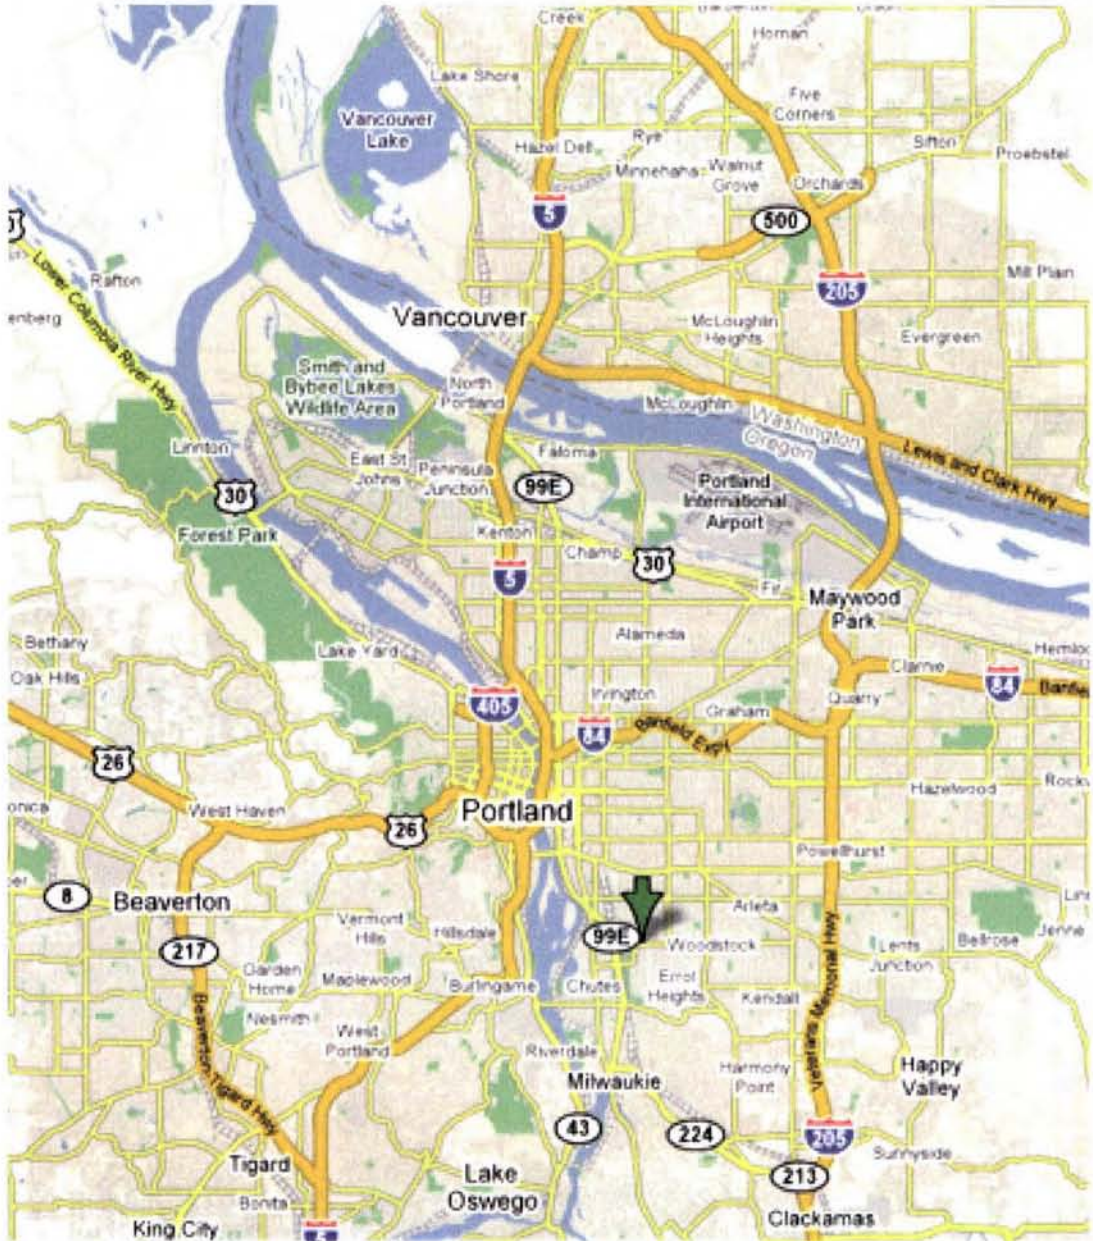 Creek
Homan
Lake Shore
Five
Corners
Vancouver
Lake
Rye
Hazel Dell
Sifton
Proebstel
Minnehaha
Walnut
Grove
Orchards
5
500
Rafton
Mill Plain
205
Lower Columbia River Hwy
enberg
Vancouver
McLoughlin
Heights
Evergreen
Smith and
Bybee Lakes
Wildlife Area
North
Portland
McLoughlin
Washington
Oregon
Linnton
East St
Johns
Peninsula
Junction
Faloma
Lewis and Clark Hwy
30
99E
Portland
International
Airport
Forest Park
Kenton
Champ
30
5
Fir
Maywood
Park
Bethany
Alameda
Lake Yard
Hemloc
Oak Hills
Clarnie
84
Banfie
405
Irvington
Quarry
Graham
84
Banfield Expy
26
Hazelwood
Rockw
onica
West Haven
26
Portland
Powellhurst
8
Beaverton
Arleta
Vermont
Hills
Hillsdale
99E
Woodstock
Lents
Junction
Bellrose
Jenne
217
Garden
Home
Maplewood
Burlingame
Chutes
Errol
Heights
Kendall
Veterans Memorial Hwy
Beaverton-Tigard Hwy
Nesmith
West
Portland
Riverdale
Milwaukie
Harmony
Point
Happy
Valley
43
224
205
Sunnyside
Tigard
Lake
Oswego
213
Bonita
King City
5
Clackamas